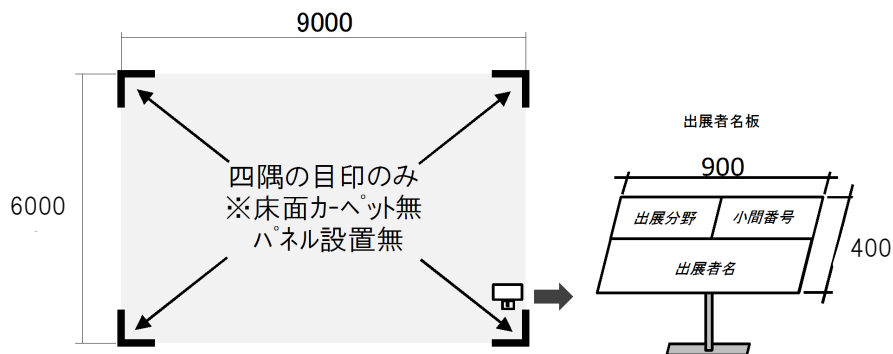 9000
6000
四隅の目印のみ
※床面ｶｰﾍﾟｯﾄ無
ﾊﾟﾈﾙ設置無
出展者名板
900
出展分野
小間番号
400
出展者名